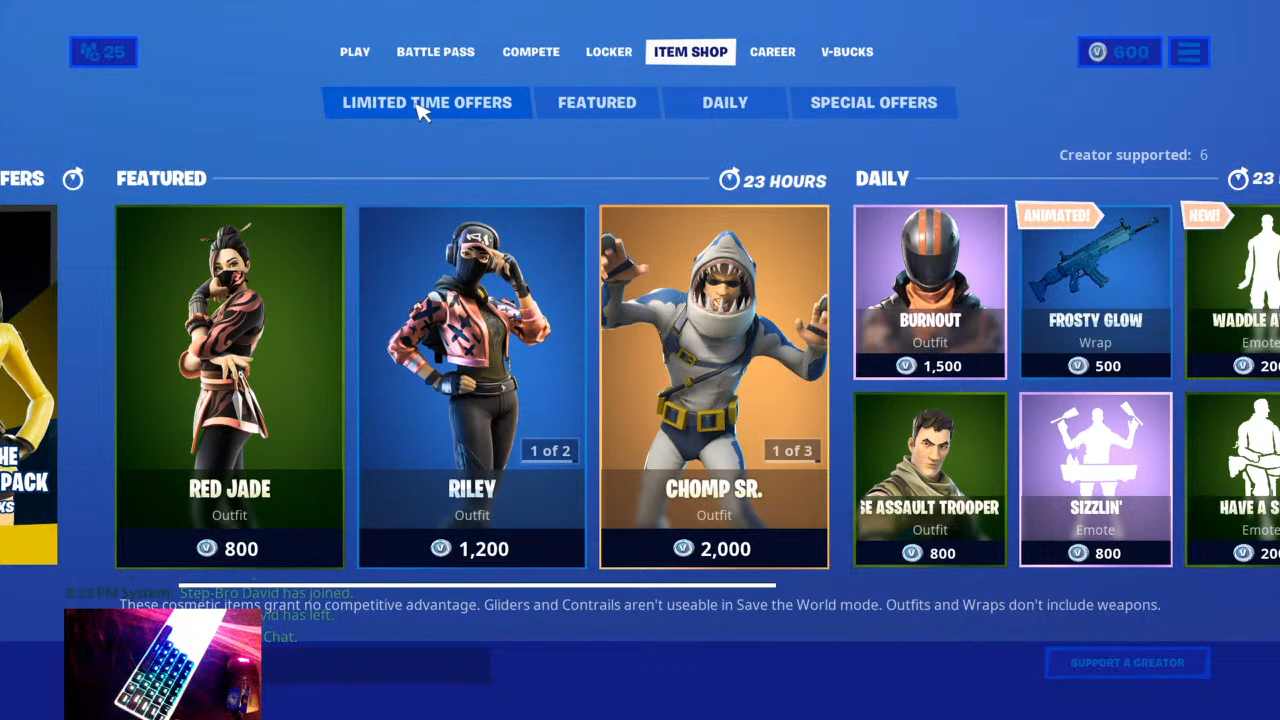 25
PLAY
BATTLE PASS
COMPETE
LOCKER
ITEM SHOP
CAREER
V-BUCKS
600
LIMITED TIME OFFERS
FEATURED
DAILY
SPECIAL OFFERS
Creator supported: 6
FERS
FEATURED
23 HOURS
DAILY
23
HE
PACK
KS
RED JADE
Outfit
800
1 of 2
RILEY
Outfit
1,200
1 of 3
CHOMP SR.
Outfit
2,000
BURNOUT
Outfit
1,500
ANIMATED!
FROSTY GLOW
Wrap
500
NEW!
WADDLE A
Emote
200
SE ASSAULT TROOPER
Outfit
800
SIZZLIN'
Emote
800
HAVE A S
Emote
200
System: Step-Bro David has joined.
These cosmetic items grant no competitive advantage. Gliders and Contrails aren't useable in Save the World mode. Outfits and Wraps don't include weapons.
vid has left.
Chat.
SUPPORT A CREATOR